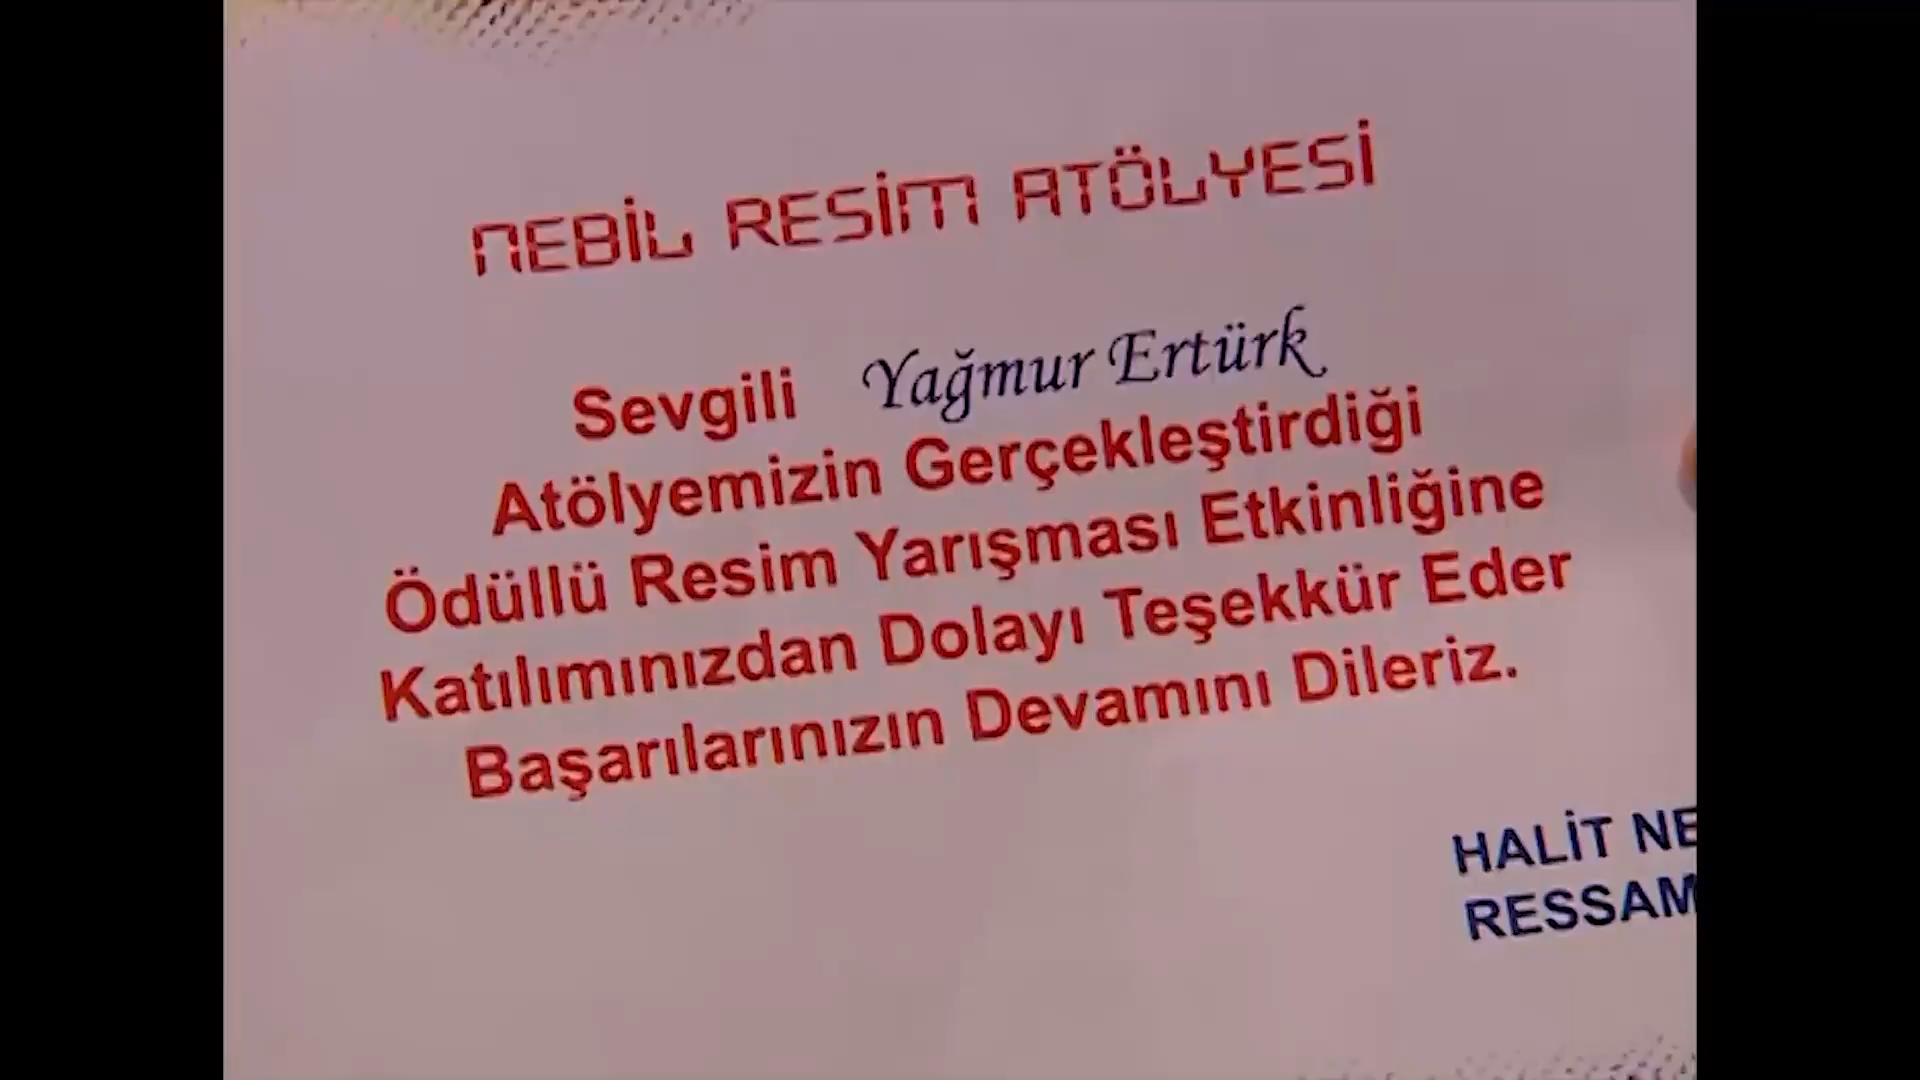 NEBİL RESİM ATÖLYESİ
Sevgili Yağmur Ertürk
Atölyemizin Gerçekleştirdiği
Ödüllü Resim Yarışması Etkinliğine
Katılımınızdan Dolayı Teşekkür Eder
Başarılarınızın Devamını Dileriz.
HALİT NE
RESSAM